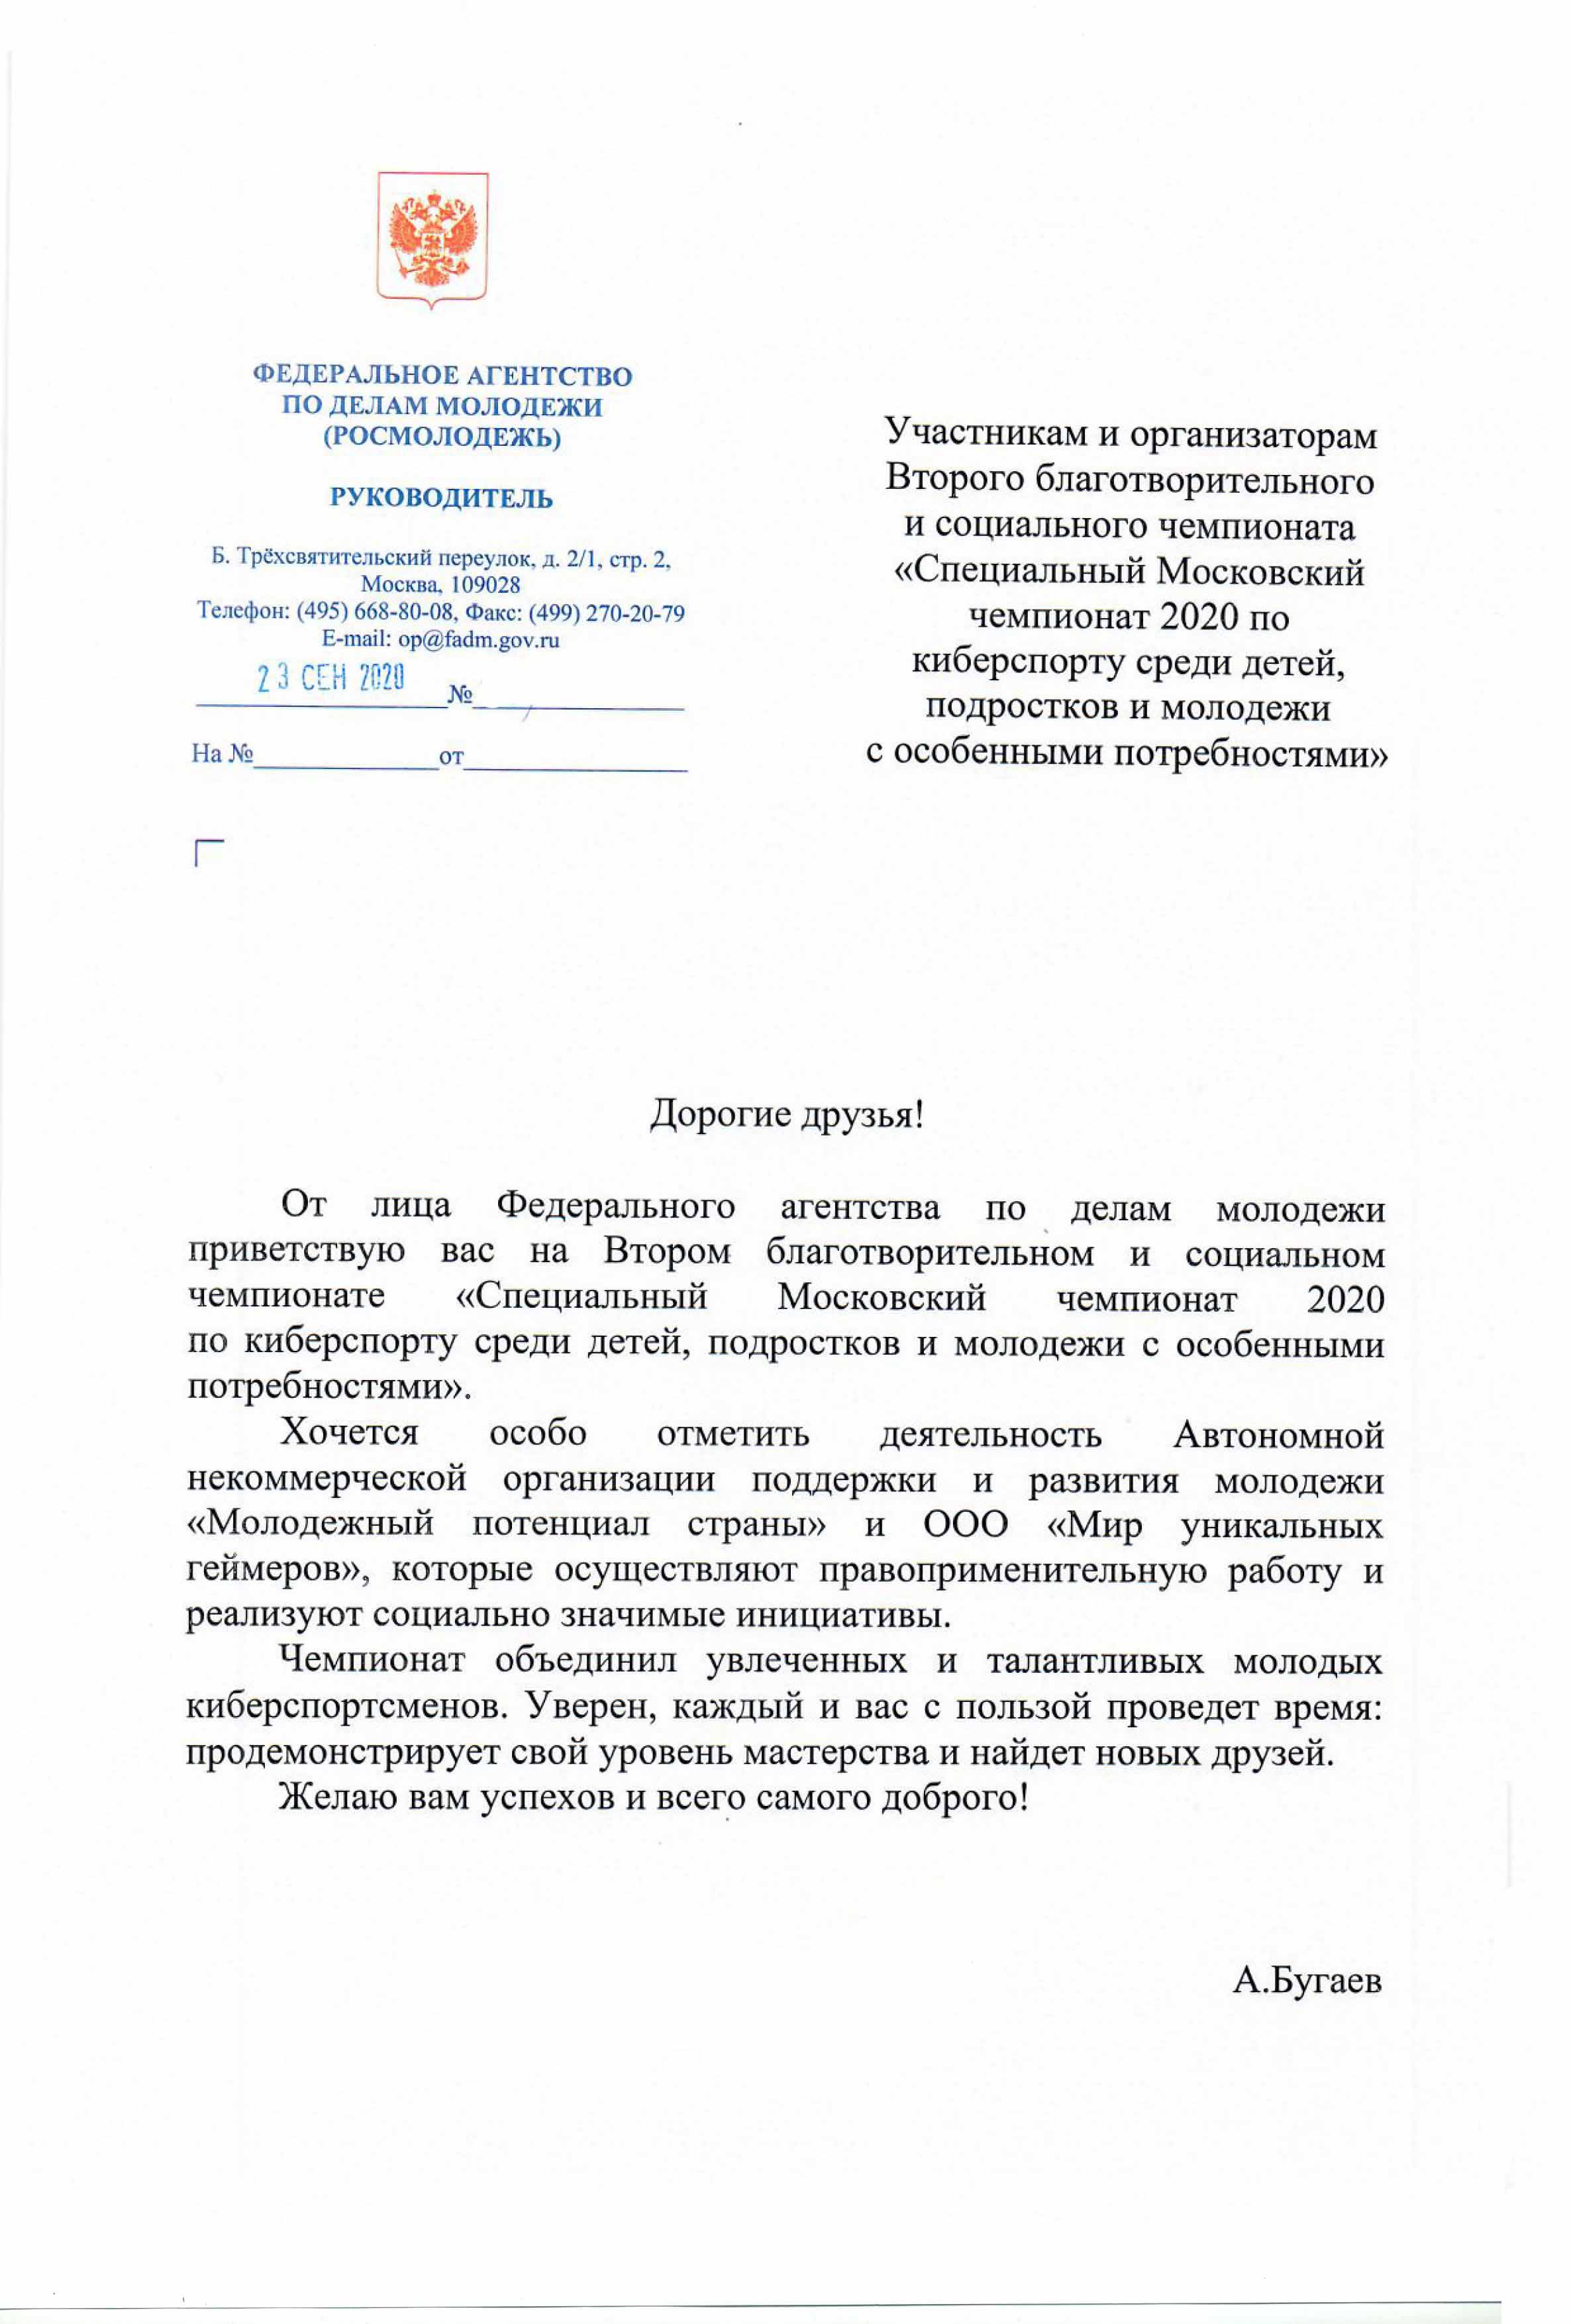 ФЕДЕРАЛЬНОЕ АГЕНТСТВО
ПО ДЕЛАМ МОЛОДЕЖИ
(РОСМОЛОДЕЖЬ)
РУКОВОДИТЕЛЬ
Б. Трёхсвятительский переулок, д. 2/1, стр. 2,
Москва, 109028
Телефон: (495) 668-80-08, Факс: (499) 270-20-79
E-mail: op@fadm.gov.ru
23 СЕН 2020 №
На № от
Участникам и организаторам
Второго благотворительного
и социального чемпионата
«Специальный Московский
чемпионат 2020 по
киберспорту среди детей,
подростков и молодежи
с особенными потребностями»
Дорогие друзья!
От лица Федерального агентства по делам молодежи
приветствую вас на Втором благотворительном и социальном
чемпионате «Специальный Московский чемпионат 2020
по киберспорту среди детей, подростков и молодежи с особенными
потребностями».
Хочется особо отметить деятельность Автономной
некоммерческой организации поддержки и развития молодежи
«Молодежный потенциал страны» и ООО «Мир уникальных
геймеров», которые осуществляют правоприменительную работу и
реализуют социально значимые инициативы.
Чемпионат объединил увлеченных и талантливых молодых
киберспортсменов. Уверен, каждый и вас с пользой проведет время:
продемонстрирует свой уровень мастерства и найдет новых друзей.
Желаю вам успехов и всего самого доброго!
А.Бугаев